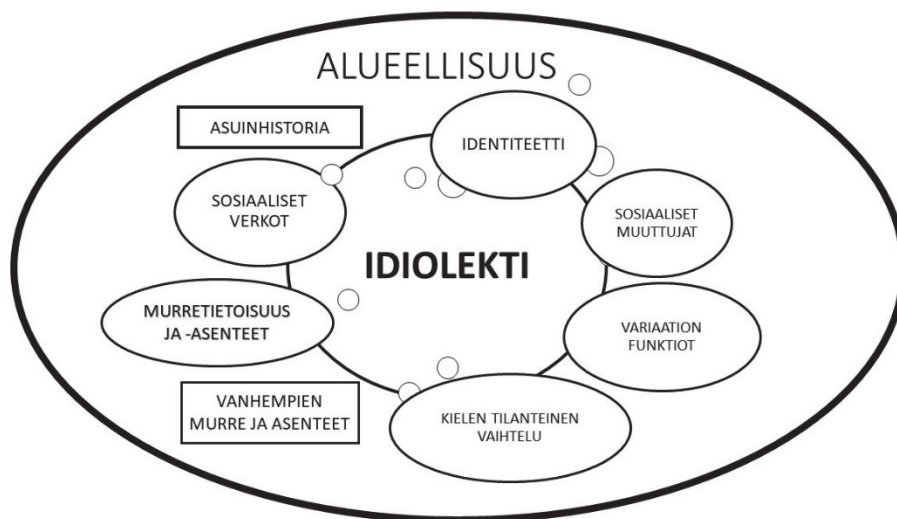 ALUEELLISUUS
ASUINHISTORIA
IDENTITEETTI
SOSIAALISET
VERKOT
SOSIAALISET
MUUTTUJAT
IDIOLEKTI
MURRETIETOISUUS
JA -ASENTEET
VARIAATION
FUNKTIOT
VANHEMPIEN
MURRE JA ASENTEET
KIELEN TILANTEINEN
VAIHTELU